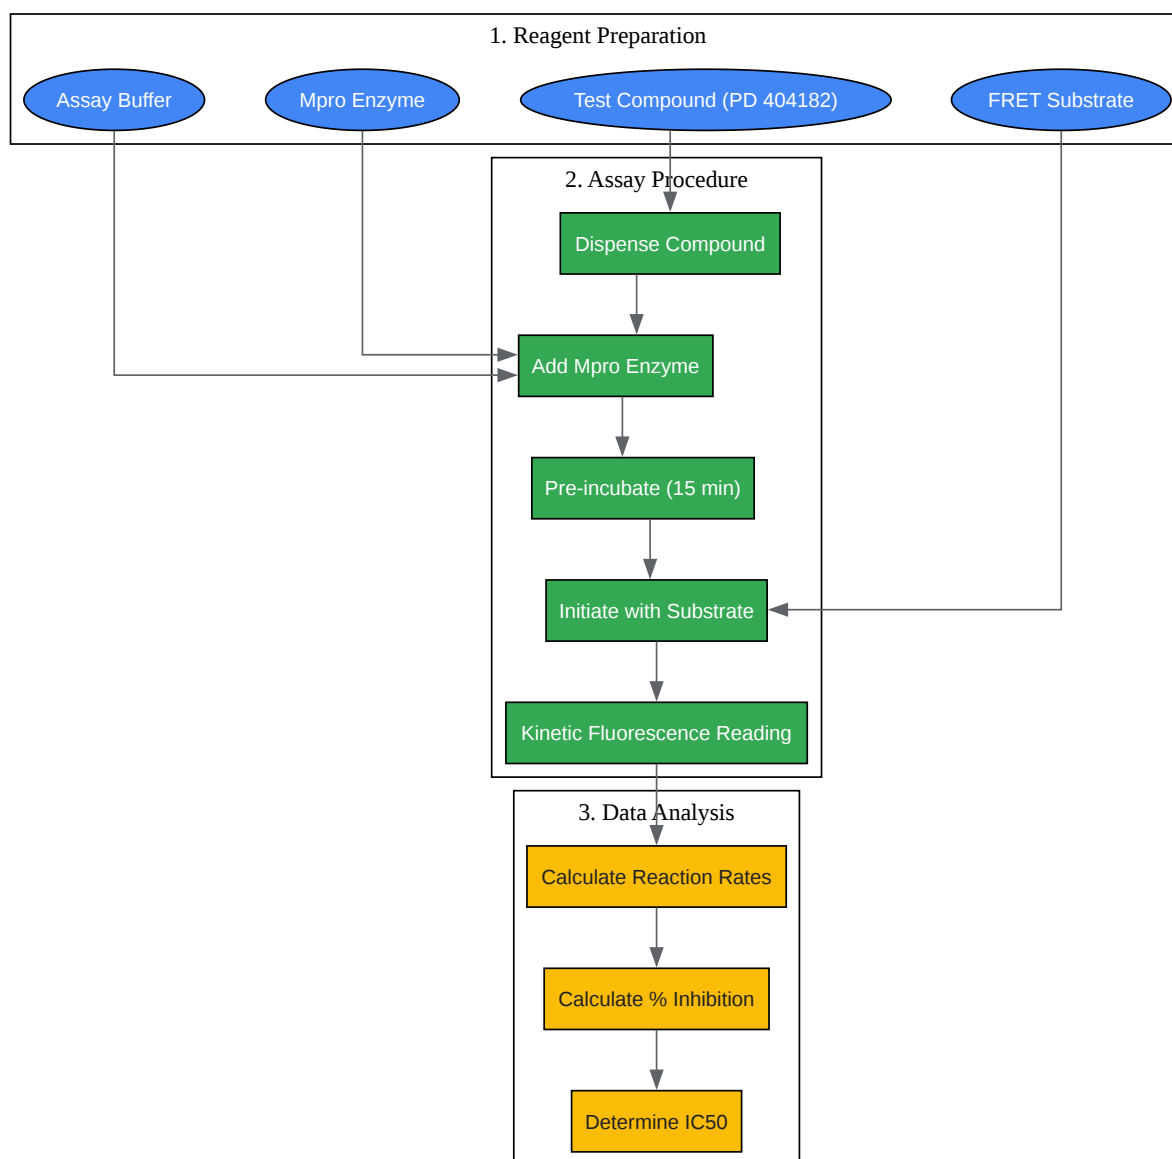 1. Reagent Preparation
Assay Buffer
Mpro Enzyme
Test Compound (PD 404182)
FRET Substrate
2. Assay Procedure
Dispense Compound
Add Mpro Enzyme
Pre-incubate (15 min)
Initiate with Substrate
Kinetic Fluorescence Reading
3. Data Analysis
Calculate Reaction Rates
Calculate % Inhibition
Determine IC50